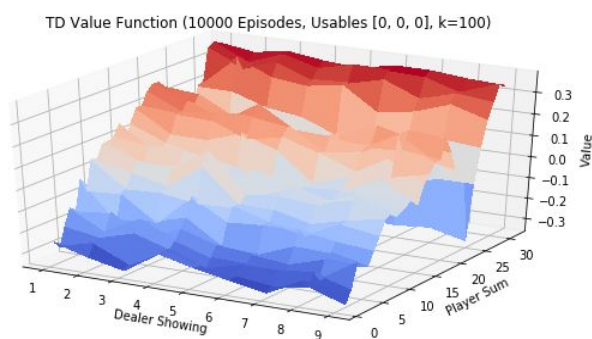 TD Value Function (10000 Episodes, Usables [0, 0, 0], k=100)
0.3
0.2
0.1
0.0
−0.1
−0.2
−0.3
Value
1 2 3 4 5 6 7 8 9
Dealer Showing
0 5 10 15 20 25 30
Player Sum